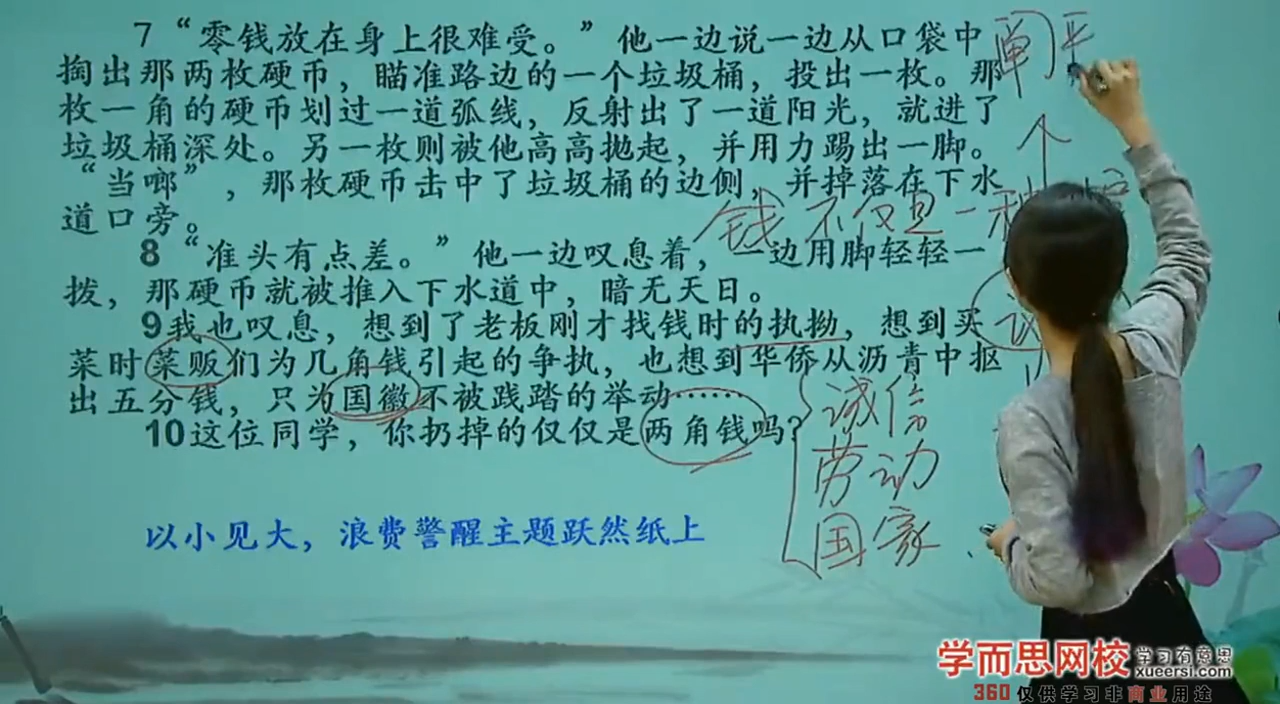 7 “零钱放在身上很难受。”他一边说一边从口袋中
掏出那两枚硬币，瞄准路边的一个垃圾桶，投出一枚。那
枚一角的硬币划过一道弧线，反射出了一道阳光，就进了
垃圾桶深处。另一枚则被他高高抛起，并用力踢出一脚。
“当啷”，那枚硬币击中了垃圾桶的边侧，并掉落在下水
道口旁。
钱不仅是一种
8 “准头有点差。”他一边叹息着，一边用脚轻轻一
拨，那硬币就被推入下水道中，暗无天日。
9我也叹息，想到了老板刚才找钱时的执拗，想到买
菜时菜贩们为几角钱引起的争执，也想到华侨从沥青中抠
出五分钱，只为国徽不被践踏的举动……
10这位同学，你扔掉的仅仅是两角钱吗？
诚信
劳动
国家
以小见大，浪费警醒主题跃然纸上
学而思网校
学习有意思
xueersi.com
360仅供学习非商业用途